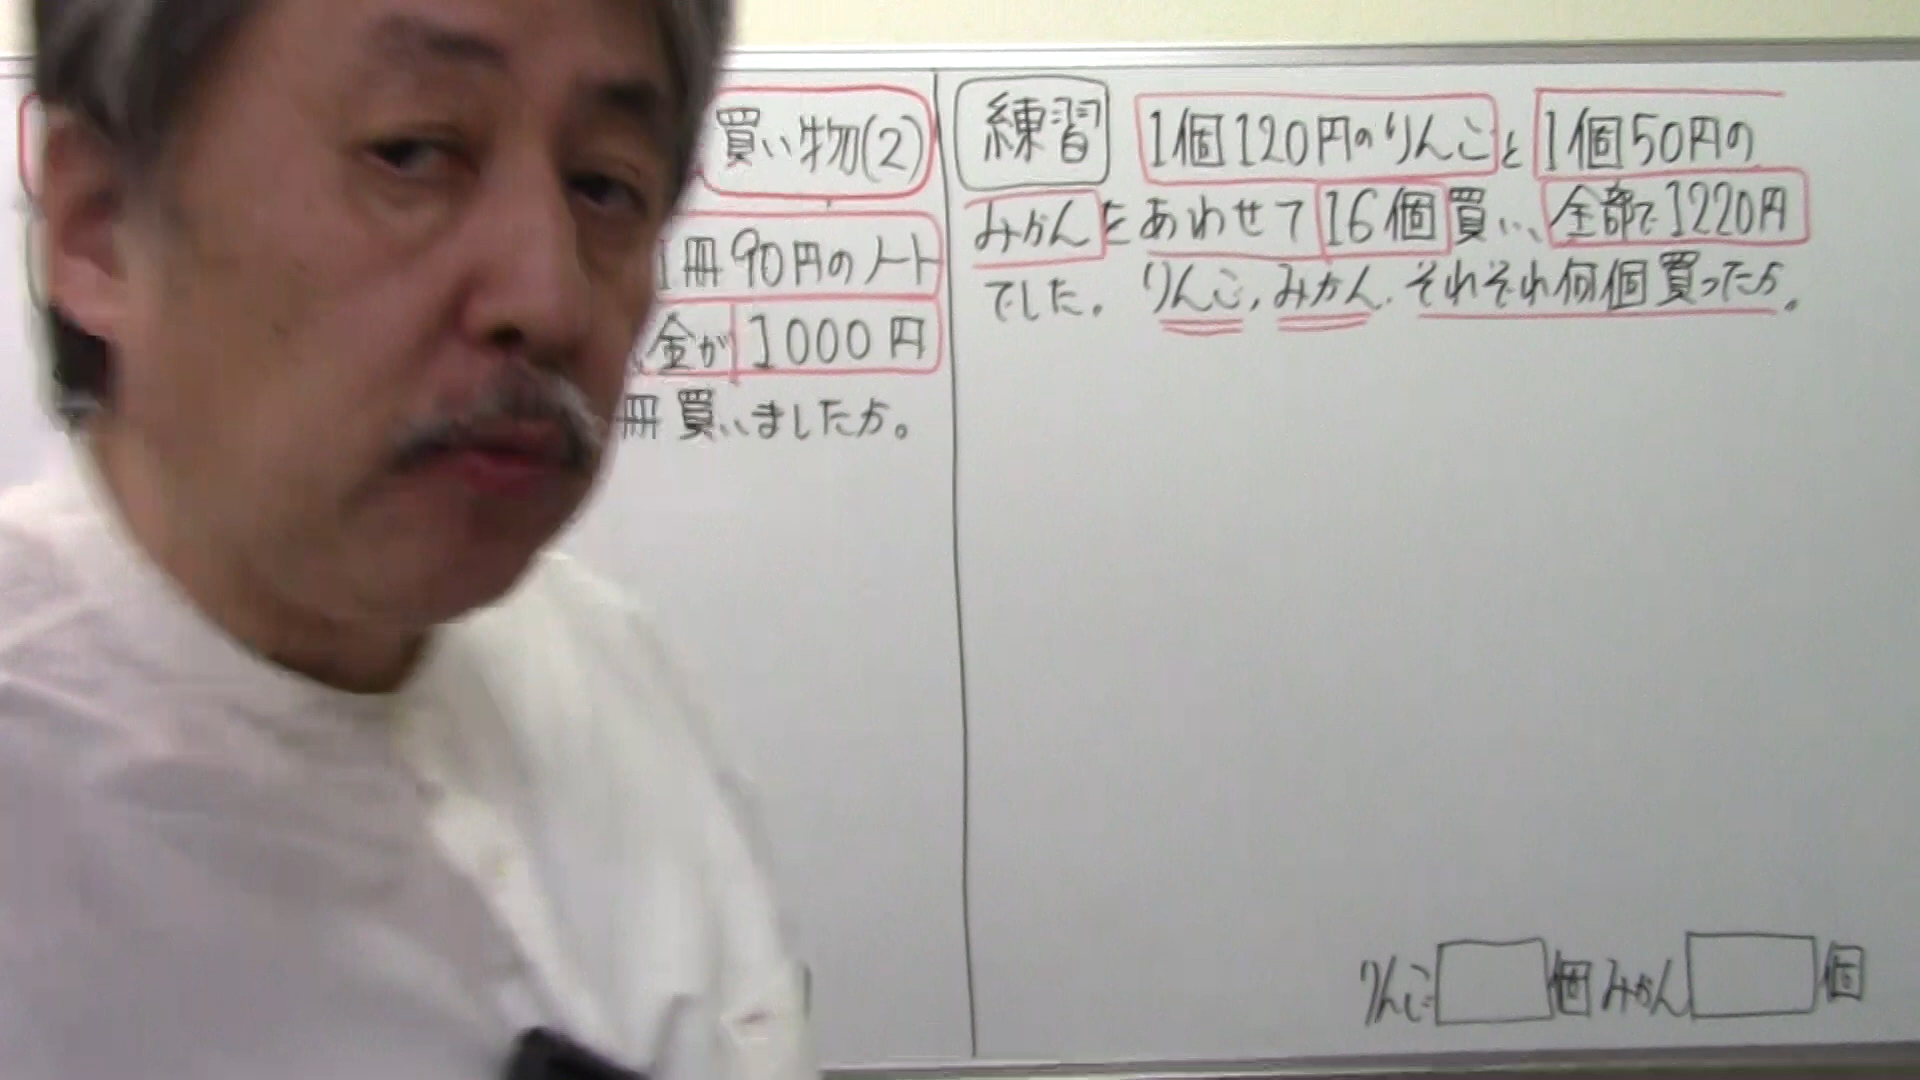 買い物(2)
1冊90円のノート
金が1000円
冊買いましたか。
練習 1個120円のりんごと1個50円の
みかんをあわせて16個買い、全部で1220円
でした。りんご,みかん,それぞれ何個買ったか。
りんご 個 みかん 個